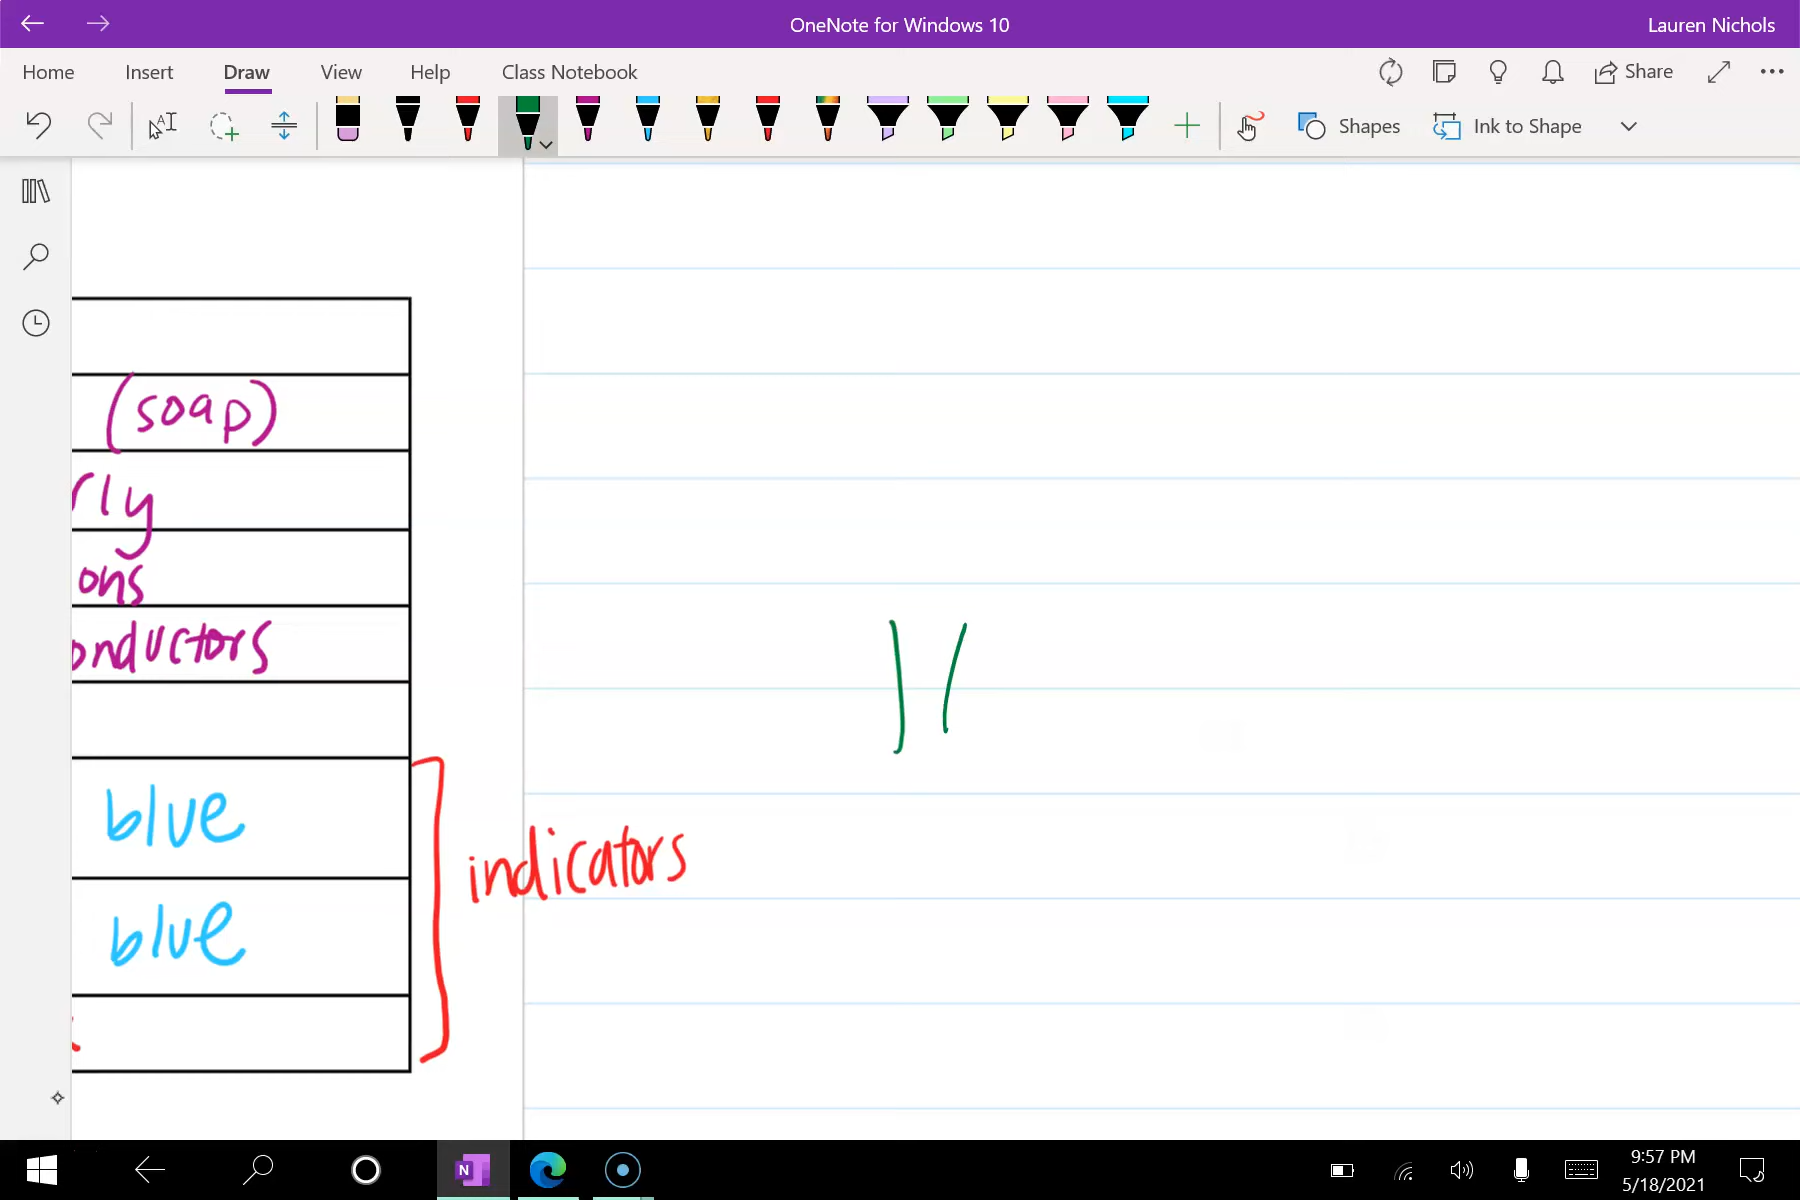 OneNote for Windows 10
Lauren Nichols
Home Insert Draw View Help Class Notebook Share
Shapes Ink to Shape
(soap)
rly
ons
onductors
blue
indicators
blue
9:57 PM
5/18/2021